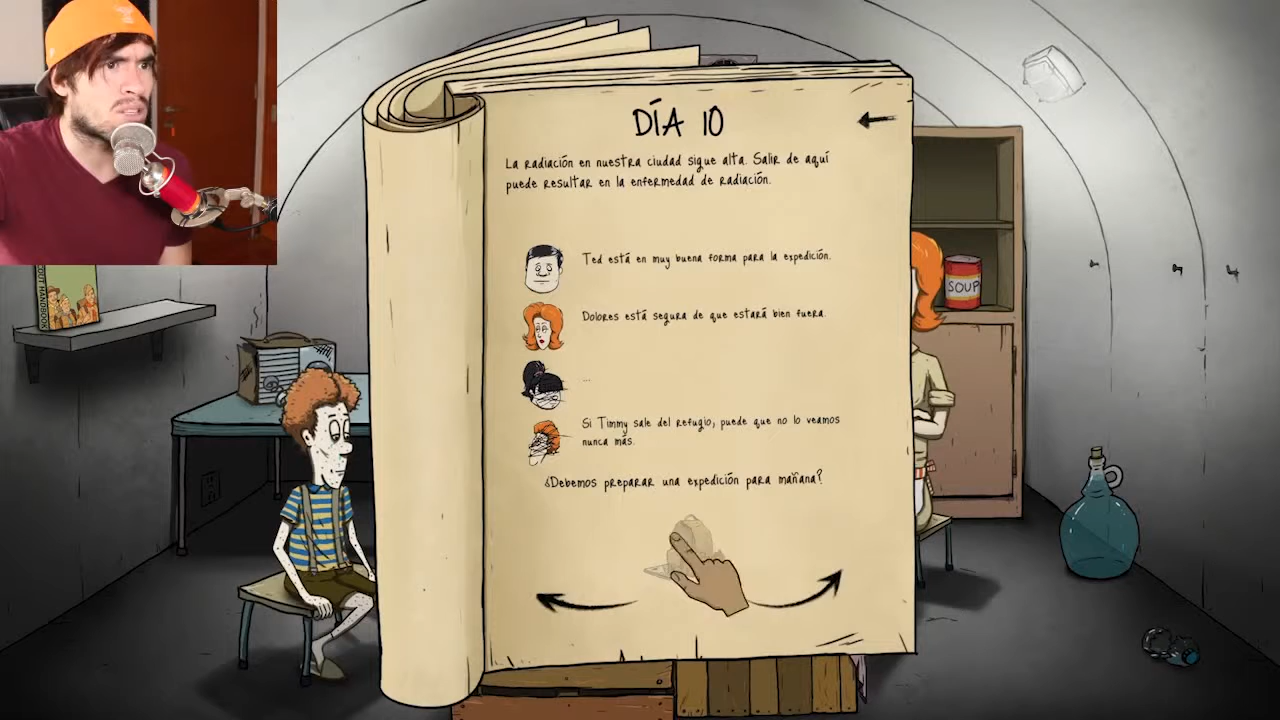 DÍA 10
La radiación en nuestra ciudad sigue alta. Salir de aquí
puede resultar en la enfermedad de radiación.
Ted está en muy buena forma para la expedición.
Dolores está segura de que estará bien fuera.
...
Si Timmy sale del refugio, puede que no lo veamos
nunca más.
¿Debemos preparar una expedición para mañana?
SOUP
OUT HANDBOOK